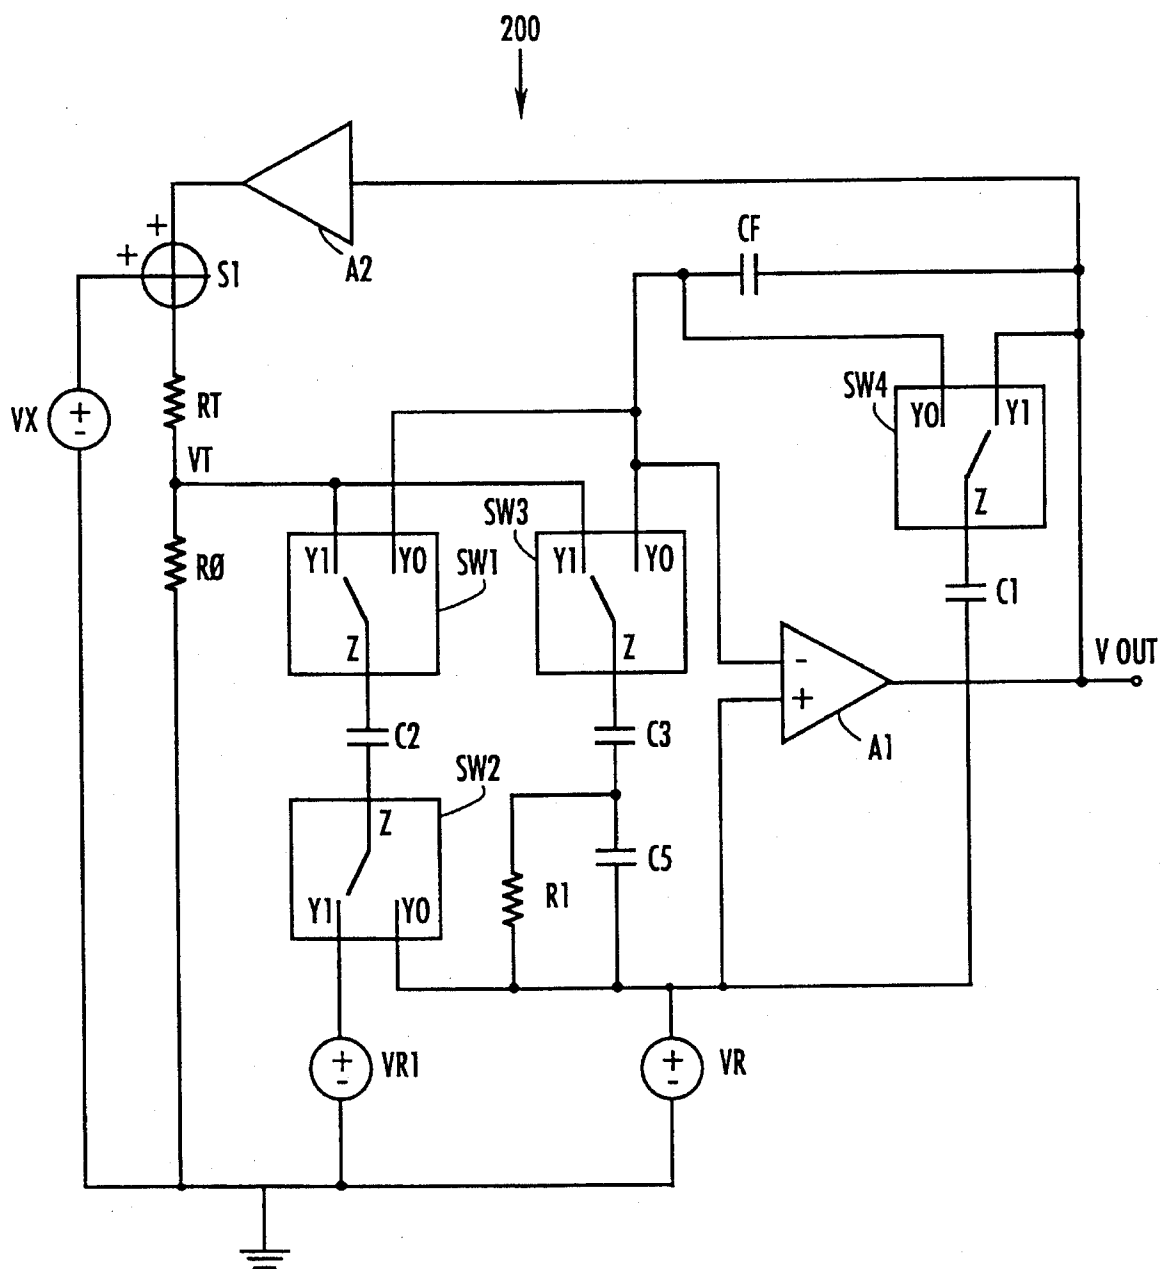 200
+
+
S1
A2
CF
VX
+
-
RT
VT
SW4
Y0
Y1
Z
SW3
RØ
Y1
Y0
SW1
Y1
Y0
Z
Z
C1
-
+
V OUT
C2
C3
A1
SW2
Z
C5
Y1
Y0
R1
+
-
VR1
+
-
VR